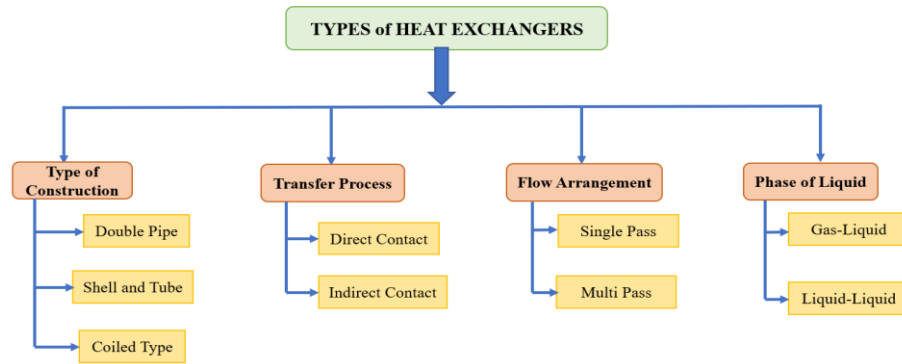 TYPES of HEAT EXCHANGERS
Type of
Construction
Double Pipe
Shell and Tube
Coiled Type
Transfer Process
Direct Contact
Indirect Contact
Flow Arrangement
Single Pass
Multi Pass
Phase of Liquid
Gas-Liquid
Liquid-Liquid